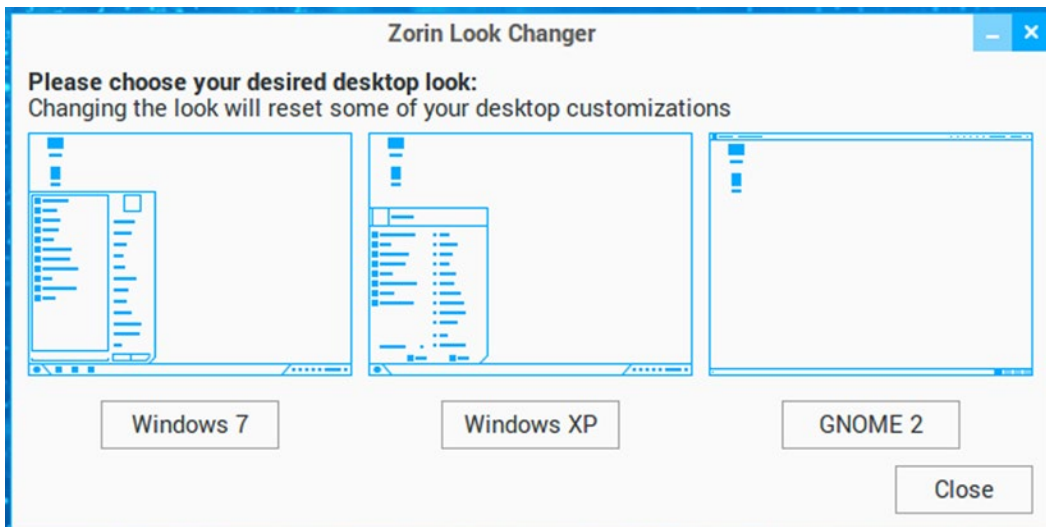 Zorin Look Changer
Please choose your desired desktop look:
Changing the look will reset some of your desktop customizations
Windows 7
Windows XP
GNOME 2
Close